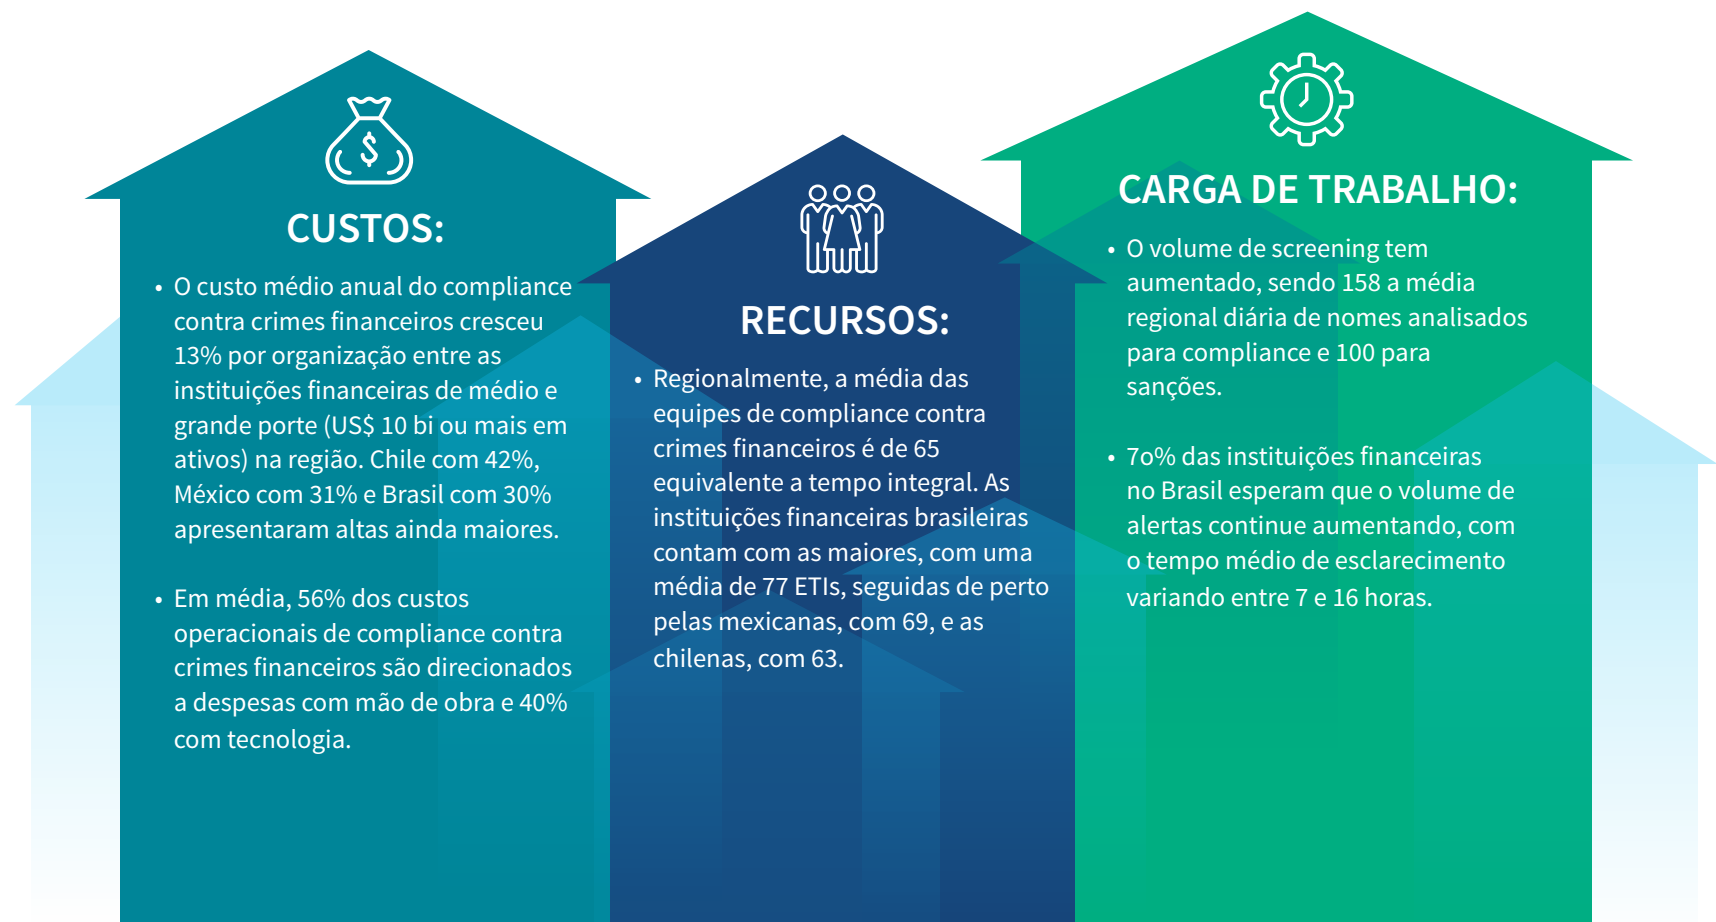 CUSTOS:
• O custo médio anual do compliance
contra crimes financeiros cresceu
13% por organização entre as
instituições financeiras de médio e
grande porte (US$ 10 bi ou mais em
ativos) na região. Chile com 42%,
México com 31% e Brasil com 30%
apresentaram altas ainda maiores.
• Em média, 56% dos custos
operacionais de compliance contra
crimes financeiros são direcionados
a despesas com mão de obra e 40%
com tecnologia.
RECURSOS:
• Regionalmente, a média das
equipes de compliance contra
crimes financeiros é de 65
equivalente a tempo integral. As
instituições financeiras brasileiras
contam com as maiores, com uma
média de 77 ETIs, seguidas de perto
pelas mexicanas, com 69, e as
chilenas, com 63.
CARGA DE TRABALHO:
• O volume de screening tem
aumentado, sendo 158 a média
regional diária de nomes analisados
para compliance e 100 para
sanções.
• 7o% das instituições financeiras
no Brasil esperam que o volume de
alertas continue aumentando, com
o tempo médio de esclarecimento
variando entre 7 e 16 horas.